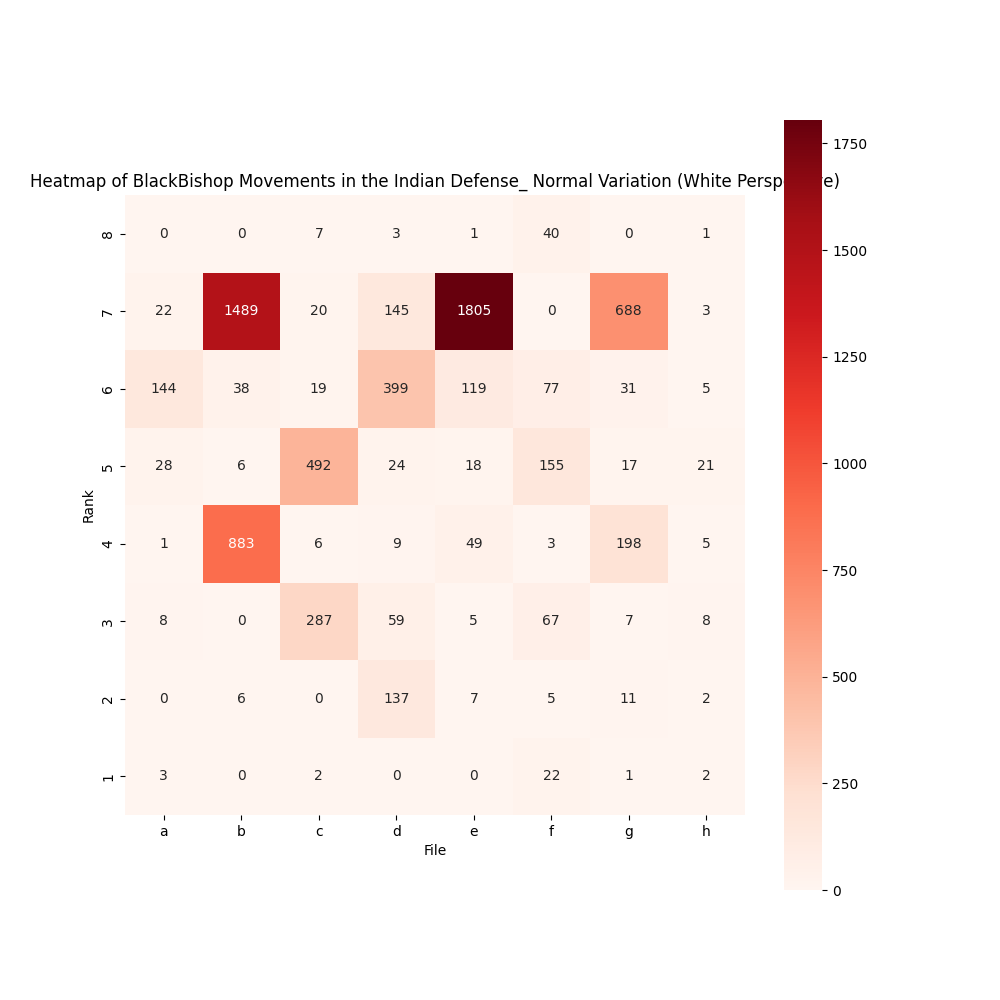 Heatmap of BlackBishop Movements in the Indian Defense_ Normal Variation (White Persp   e)
1750
1500
1250
1000
750
500
250
0
Rank
8 0 0 7 3 1 40 0 1
7 22 1489 20 145 1805 0 688 3
6 144 38 19 399 119 77 31 5
5 28 6 492 24 18 155 17 21
4 1 883 6 9 49 3 198 5
3 8 0 287 59 5 67 7 8
2 0 6 0 137 7 5 11 2
1 3 0 2 0 0 22 1 2
a b c d e f g h
File